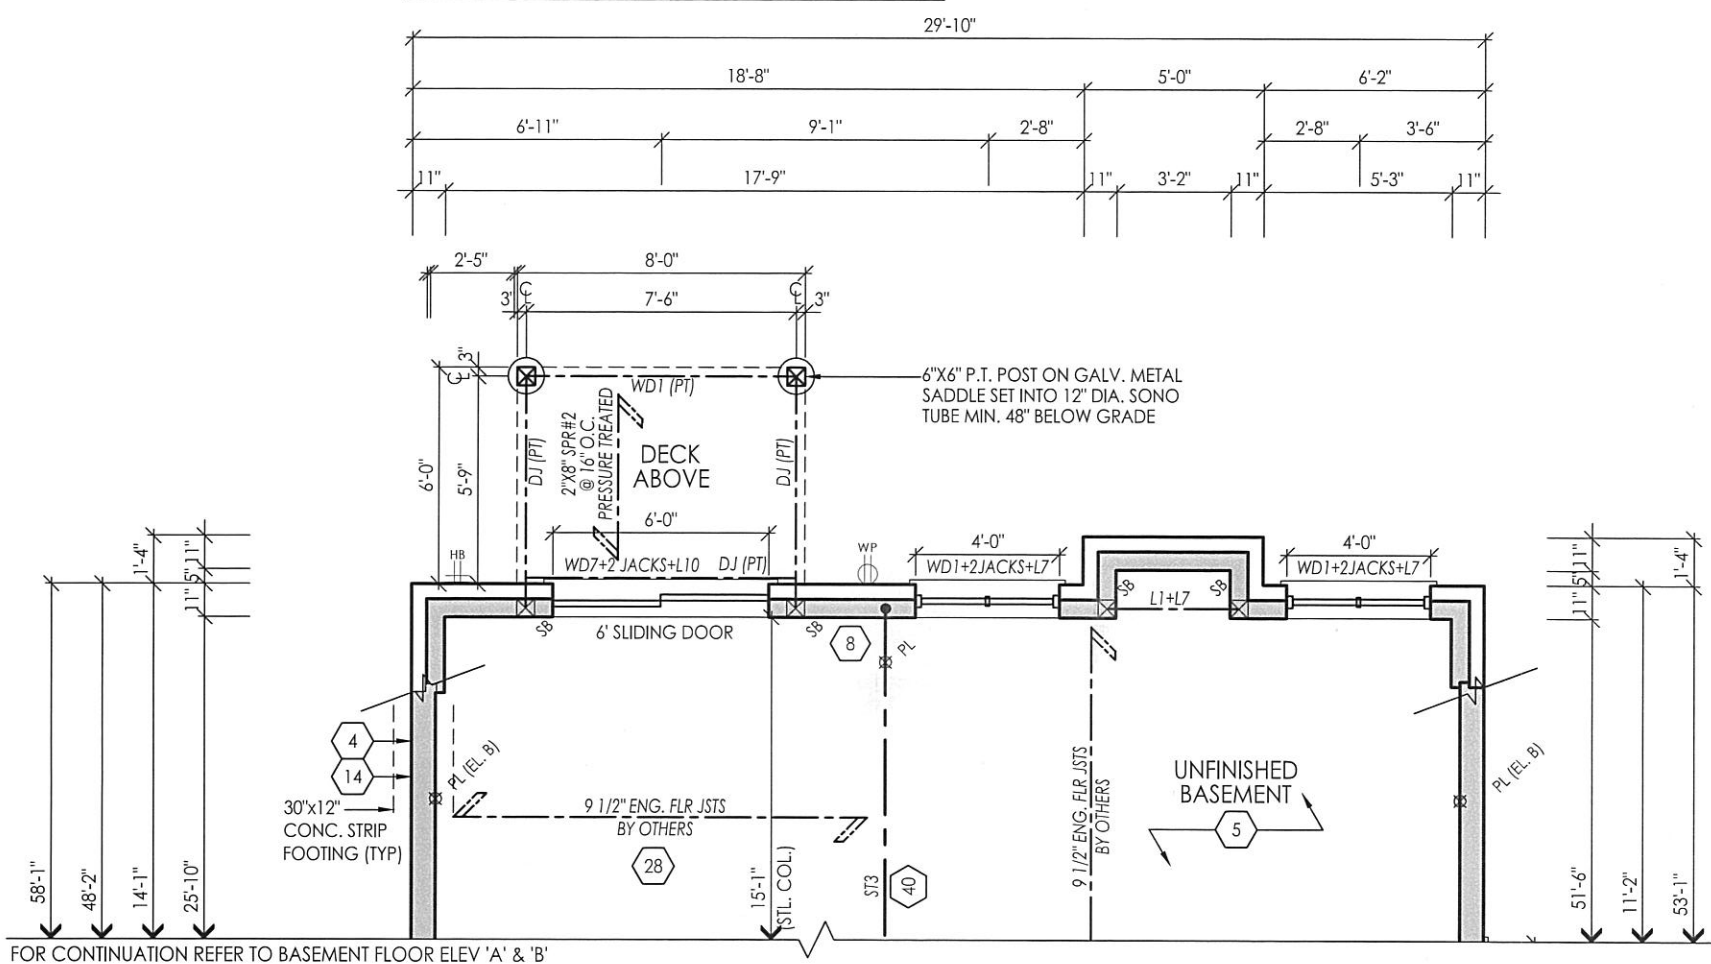 29'-10"
18'-8" 5'-0" 6'-2"
6'-11" 9'-1" 2'-8" 2'-8" 3'-6"
11" 17'-9" 11" 3'-2" 11" 5'-3" 11"
2'-5" 8'-0"
3' 7'-6" 3"
3"
6'-0"
5'-9"
WD1 (PT)
6"X6" P.T. POST ON GALV. METAL
SADDLE SET INTO 12" DIA. SONO
TUBE MIN. 48" BELOW GRADE
DJ (PT)
2"X8" SPR#2
@ 16" O.C.
PRESSURE TREATED
DECK
ABOVE
DJ (PT)
6'-0"
HB
WD7+2 JACKS+L10 DJ (PT)
WP
4'-0"
WD1+2JACKS+L7
4'-0"
WD1+2JACKS+L7
1'-4"
11"
5"
11"
11"
5"
11"
1'-4"
SB
6' SLIDING DOOR
SB
SB
L1+L7
SB
8
PL
4
14
PL (EL. B)
30"x12"
CONC. STRIP
FOOTING (TYP)
9 1/2" ENG. FLR JSTS
BY OTHERS
28
15'-1"
(STL. COL.)
ST3
40
9 1/2" ENG. FLR JSTS
BY OTHERS
UNFINISHED
BASEMENT
5
PL (EL. B)
58'-1"
48'-2"
14'-1"
25'-10"
51'-6"
11'-2"
53'-1"
FOR CONTINUATION REFER TO BASEMENT FLOOR ELEV 'A' & 'B'